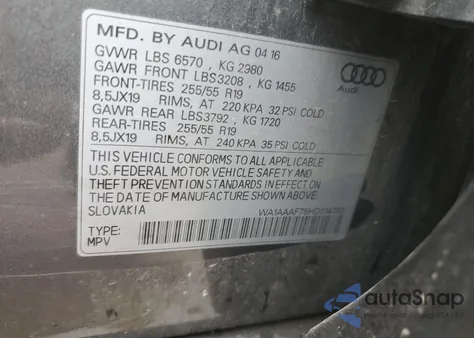 MFD. BY AUDI AG 04 16
GVWR LBS 6570 , KG 2980
GAWR FRONT LBS3208 , KG 1455
FRONT-TIRES 255/55 R19
8,5JX19 RIMS, AT 220 KPA 32 PSI COLD
GAWR REAR LBS3792 , KG 1720
REAR-TIRES 255/55 R19
8,5JX19 RIMS, AT 240 KPA 35 PSI COLD
THIS VEHICLE CONFORMS TO ALL APPLICABLE
U.S. FEDERAL MOTOR VEHICLE SAFETY AND
THEFT PREVENTION STANDARDS IN EFFECT ON
THE DATE OF MANUFACTURE SHOWN ABOVE
SLOVAKIA
TYPE:
MPV
Audi
autoSnap